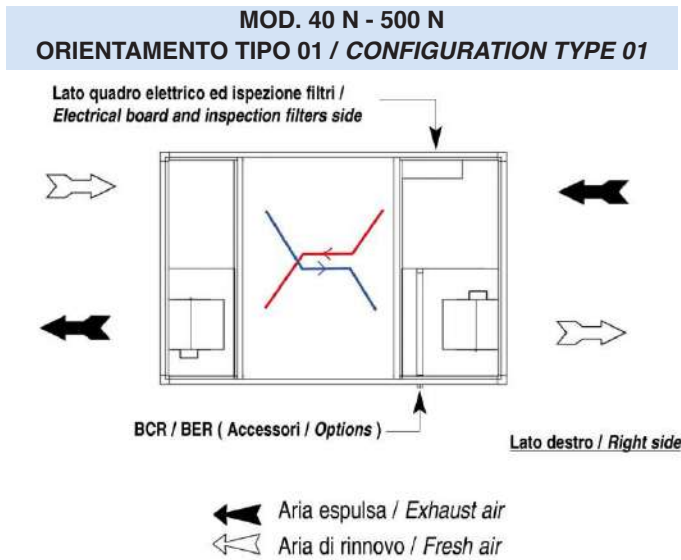 MOD. 40 N - 500 N
ORIENTAMENTO TIPO 01 / CONFIGURATION TYPE 01
Lato quadro elettrico ed ispezione filtri /
Electrical board and inspection filters side
BCR / BER ( Accessori / Options )
Lato destro / Right side
Aria espulsa / Exhaust air
Aria di rinnovo / Fresh air